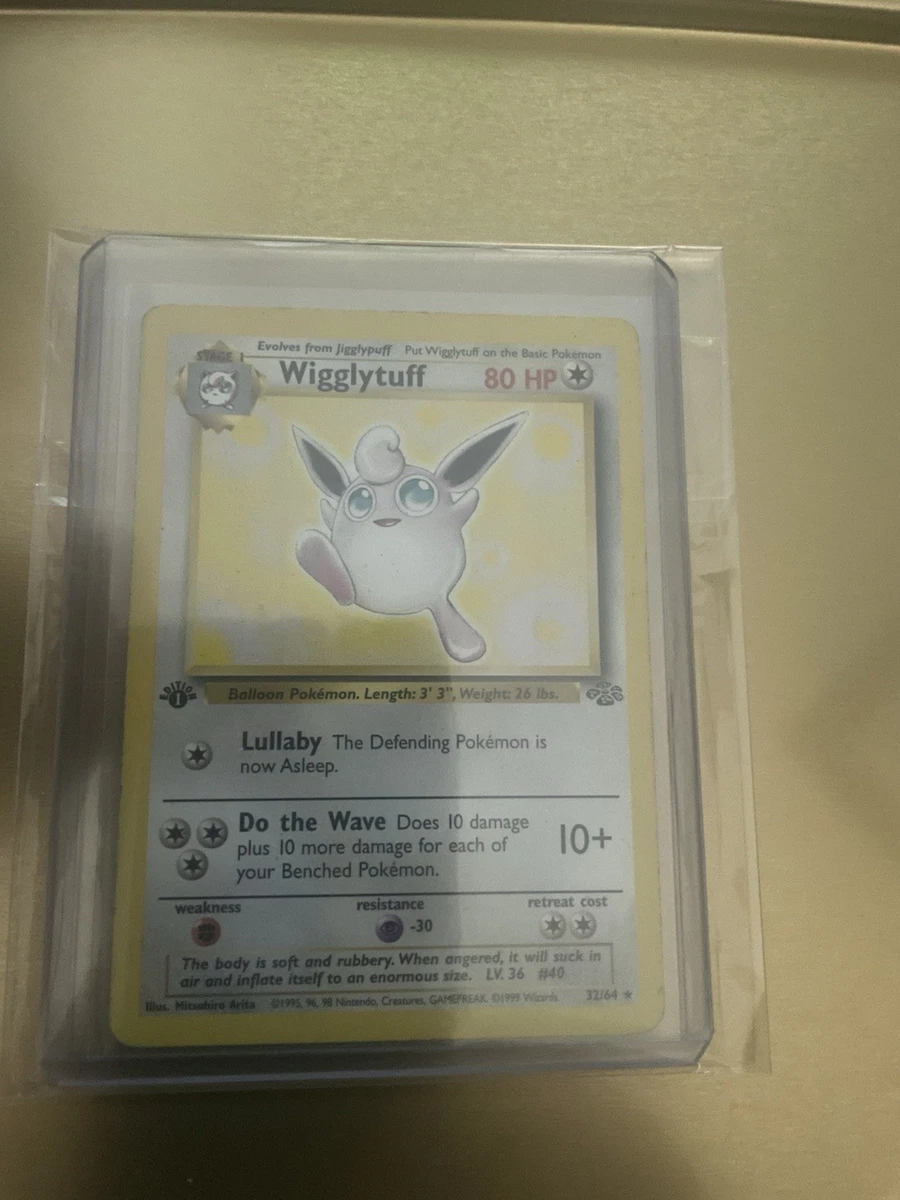 Evolves from Jigglypuff Put Wigglytuff on the Basic Pokémon
STAGE 1
Wigglytuff 80 HP
EDITION
1
Balloon Pokémon. Length: 3' 3", Weight: 26 lbs.
Lullaby The Defending Pokémon is
now Asleep.
Do the Wave Does 10 damage
plus 10 more damage for each of
your Benched Pokémon.
10+
weakness resistance retreat cost
-30
The body is soft and rubbery. When angered, it will suck in
air and inflate itself to an enormous size. LV. 36 #40
Illus. Mitsuhiro Arita ©1995, 96, 98 Nintendo, Creatures, GAMEFREAK. ©1999 Wizards. 32/64 ★